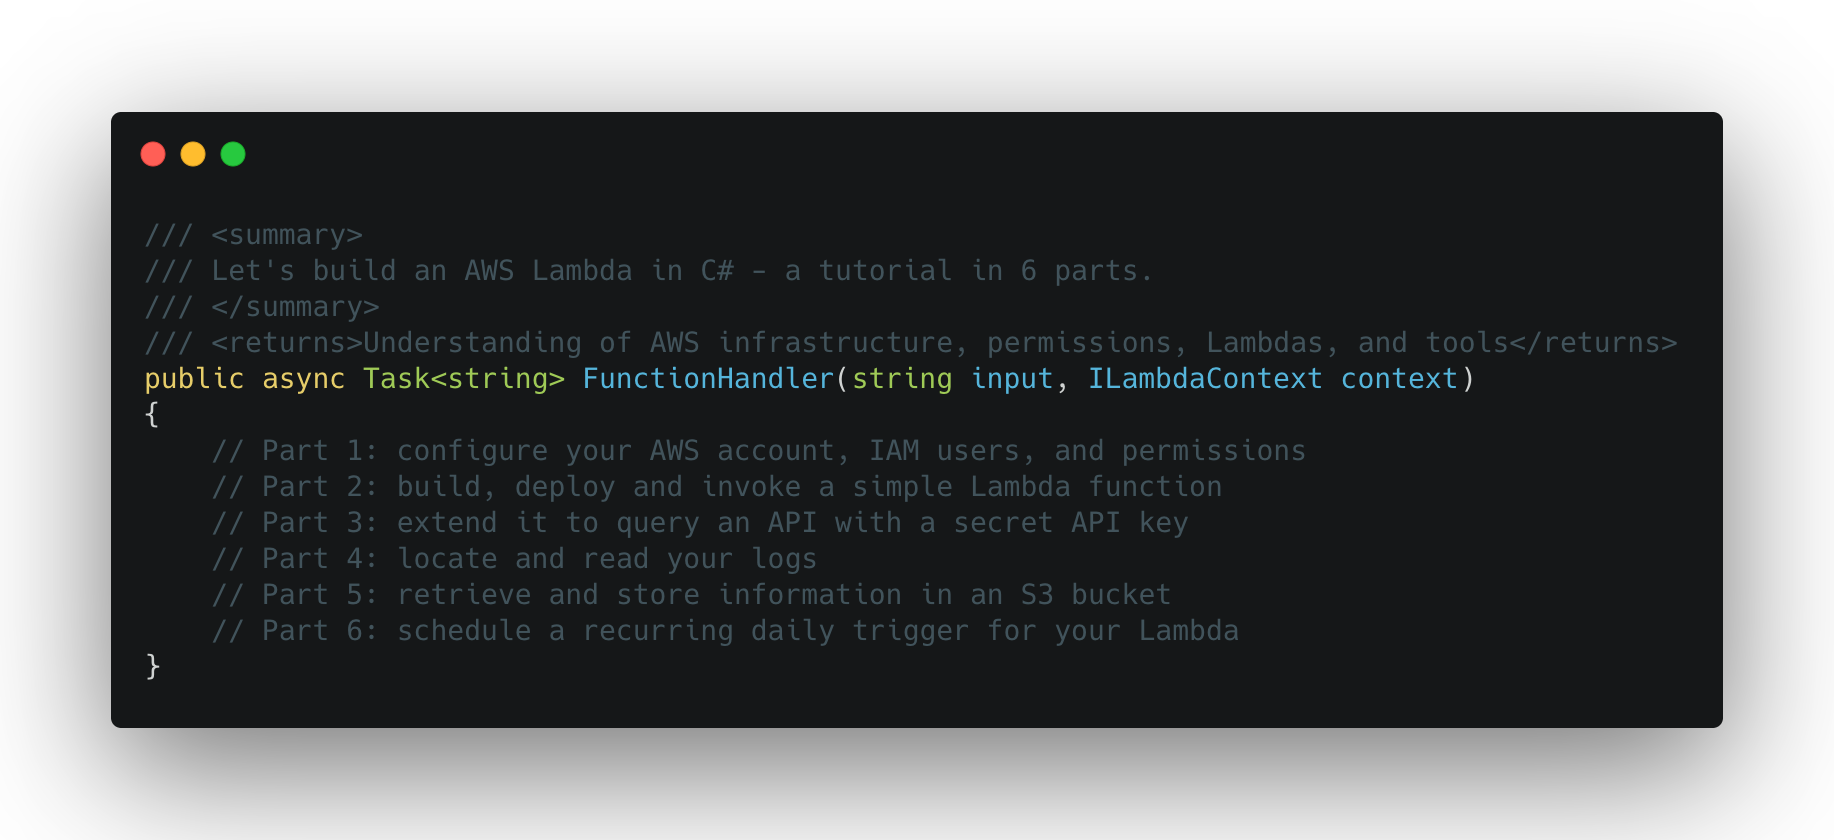 /// <summary>
/// Let's build an AWS Lambda in C# - a tutorial in 6 parts.
/// </summary>
/// <returns>Understanding of AWS infrastructure, permissions, Lambdas, and tools</returns>
public async Task<string> FunctionHandler(string input, ILambdaContext context)
{
    // Part 1: configure your AWS account, IAM users, and permissions
    // Part 2: build, deploy and invoke a simple Lambda function
    // Part 3: extend it to query an API with a secret API key
    // Part 4: locate and read your logs
    // Part 5: retrieve and store information in an S3 bucket
    // Part 6: schedule a recurring daily trigger for your Lambda
}